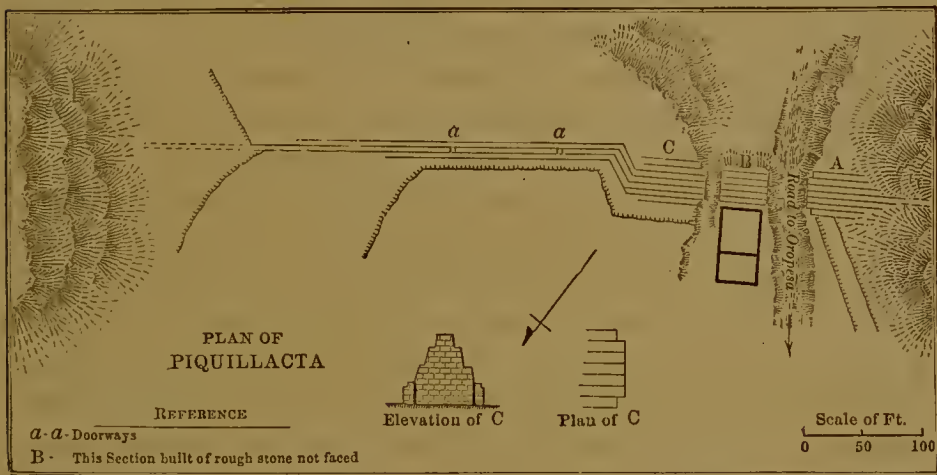 a
a
C
B
A
Road to Oropesa
PLAN OF
PIQUILLACTA
REFERENCE
a-a-Doorways
B- This Section built of rough stone not faced
Elevation of C
Plan of C
Scale of Ft.
0 50 100